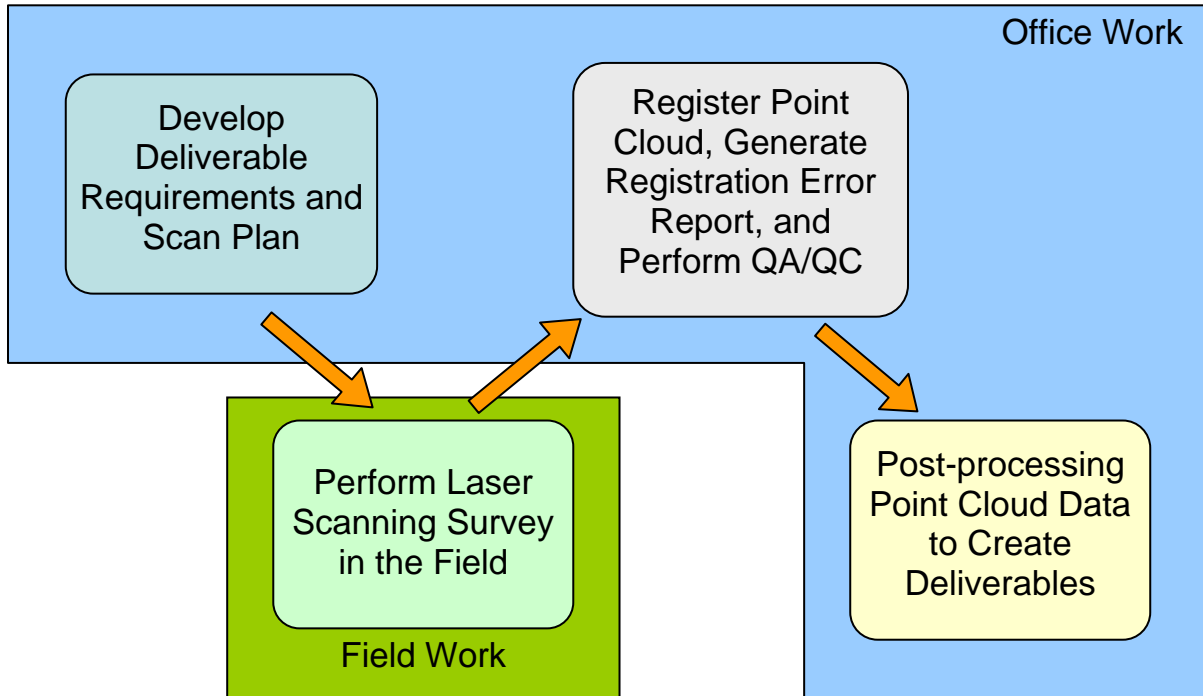 Office Work
Develop
Deliverable
Requirements and
Scan Plan
Register Point
Cloud, Generate
Registration Error
Report, and
Perform QA/QC
Perform Laser
Scanning Survey
in the Field
Field Work
Post-processing
Point Cloud Data
to Create
Deliverables